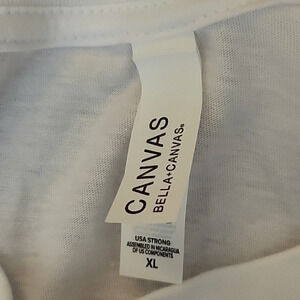 CANVAS
BELLA+CANVAS®
USA STRONG
ASSEMBLED IN NICARAGUA
OF US COMPONENTS
XL